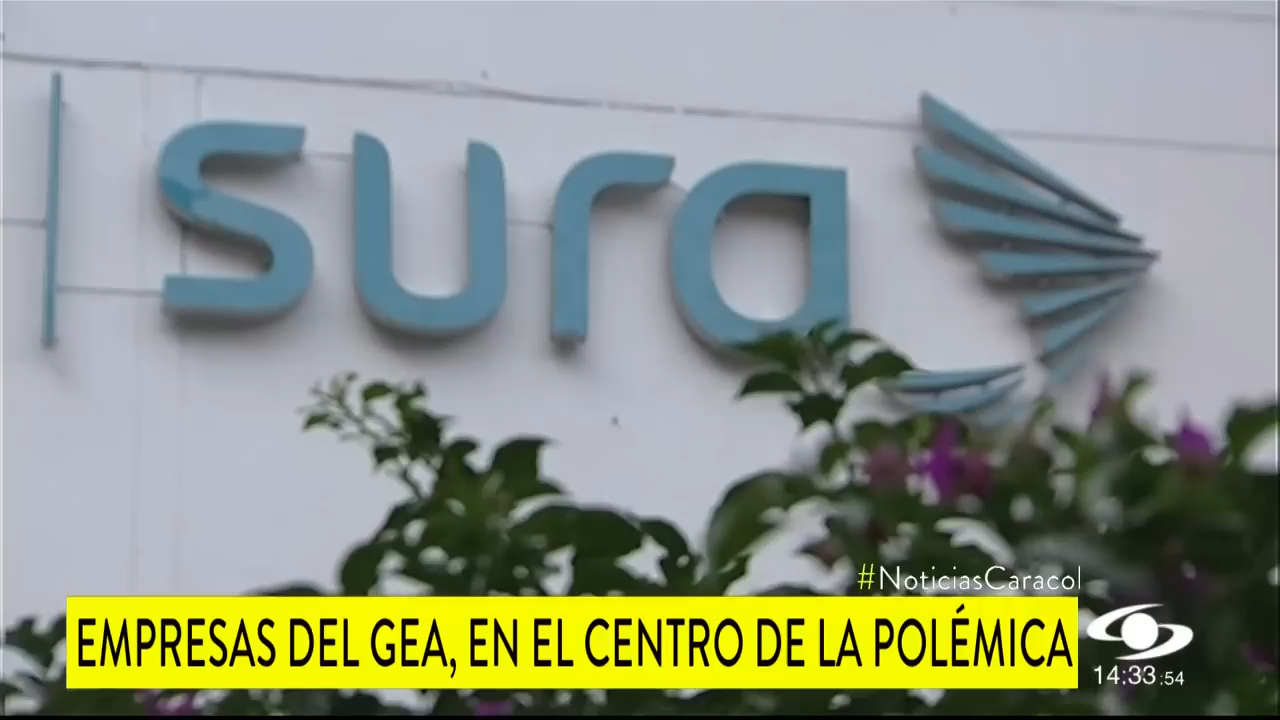 sura
#NoticiasCaracol
EMPRESAS DEL GEA, EN EL CENTRO DE LA POLÉMICA
14:33:54